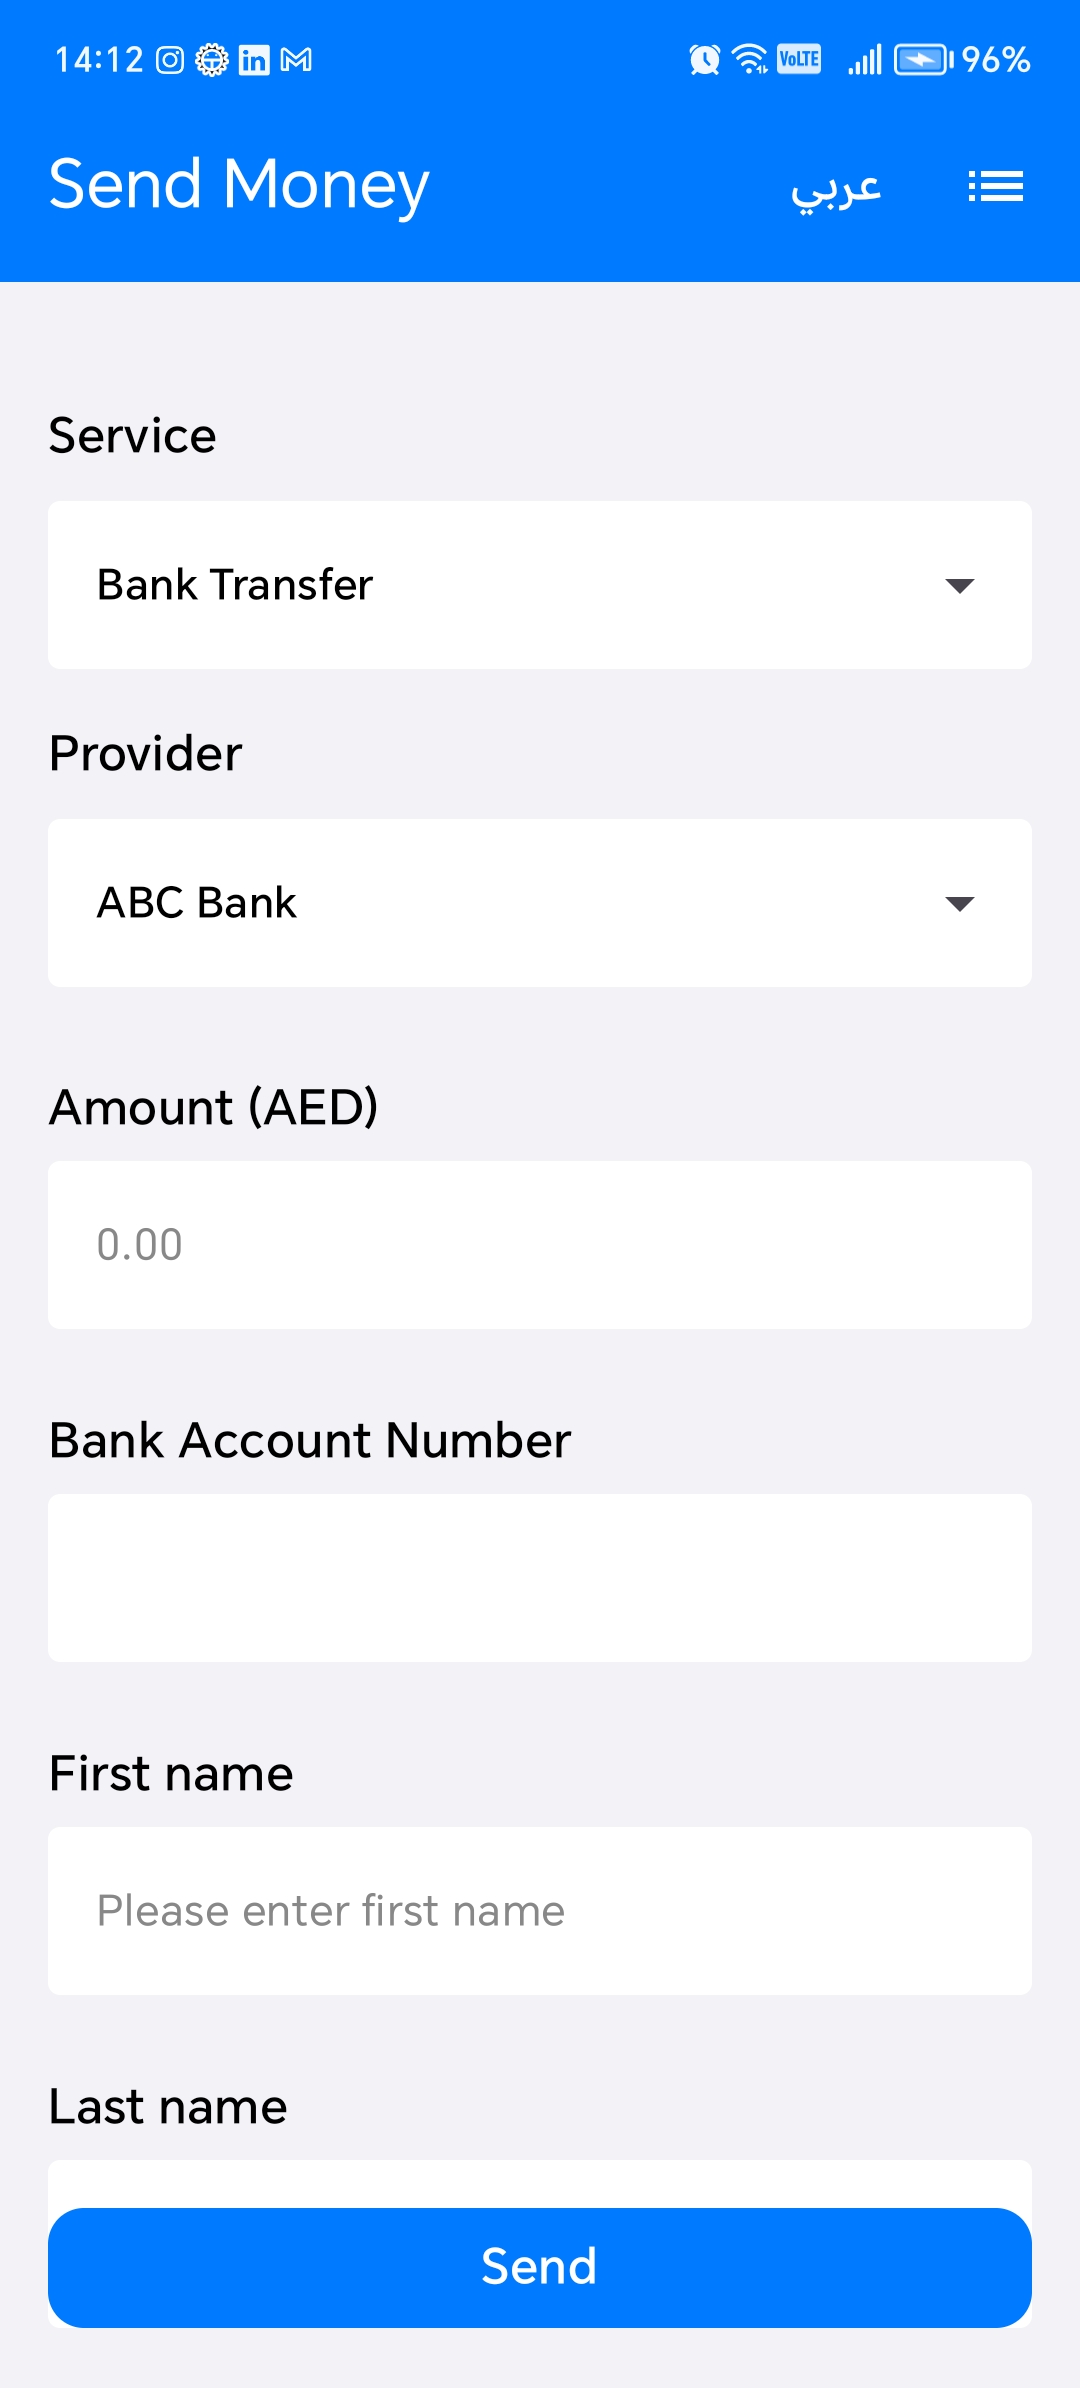 14:12 VoLTE 96%
Send Money عربي
Service
Bank Transfer
Provider
ABC Bank
Amount (AED)
0.00
Bank Account Number
First name
Please enter first name
Last name
Send